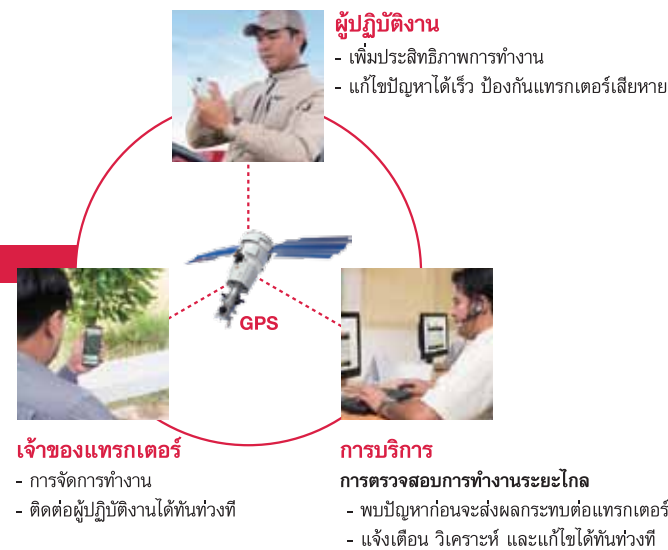 ผู้ปฏิบัติงาน
- เพิ่มประสิทธิภาพการทำงาน
- แก้ไขปัญหาได้เร็ว ป้องกันแทรกเตอร์เสียหาย
GPS
เจ้าของแทรกเตอร์
- การจัดการทำงาน
- ติดต่อผู้ปฏิบัติงานได้ทันท่วงที
การบริการ
การตรวจสอบการทำงานระยะไกล
- พบปัญหาก่อนจะส่งผลกระทบต่อแทรกเตอร์
- แจ้งเตือน วิเคราะห์ และแก้ไขได้ทันท่วงที